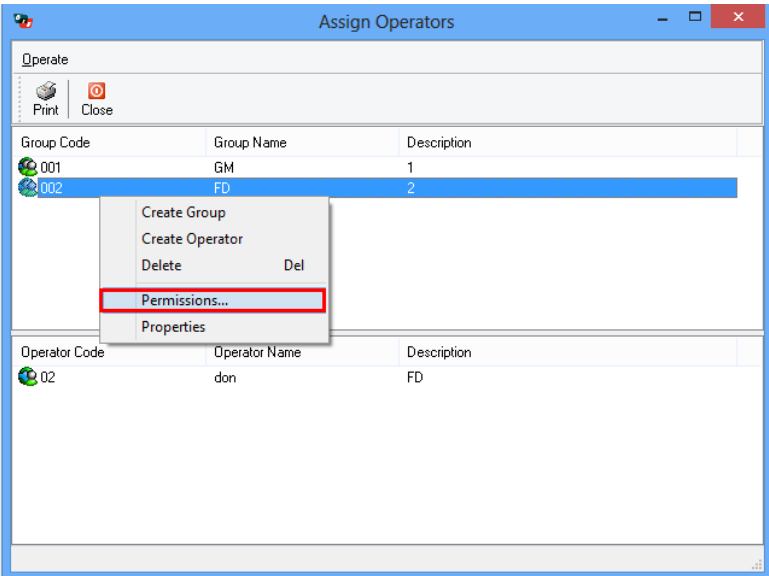 Assign Operators
Operate
Print Close
Group Code Group Name Description
001 GM 1
002 FD 2
Create Group
Create Operator
Delete Del
Permissions...
Properties
Operator Code Operator Name Description
02 don FD